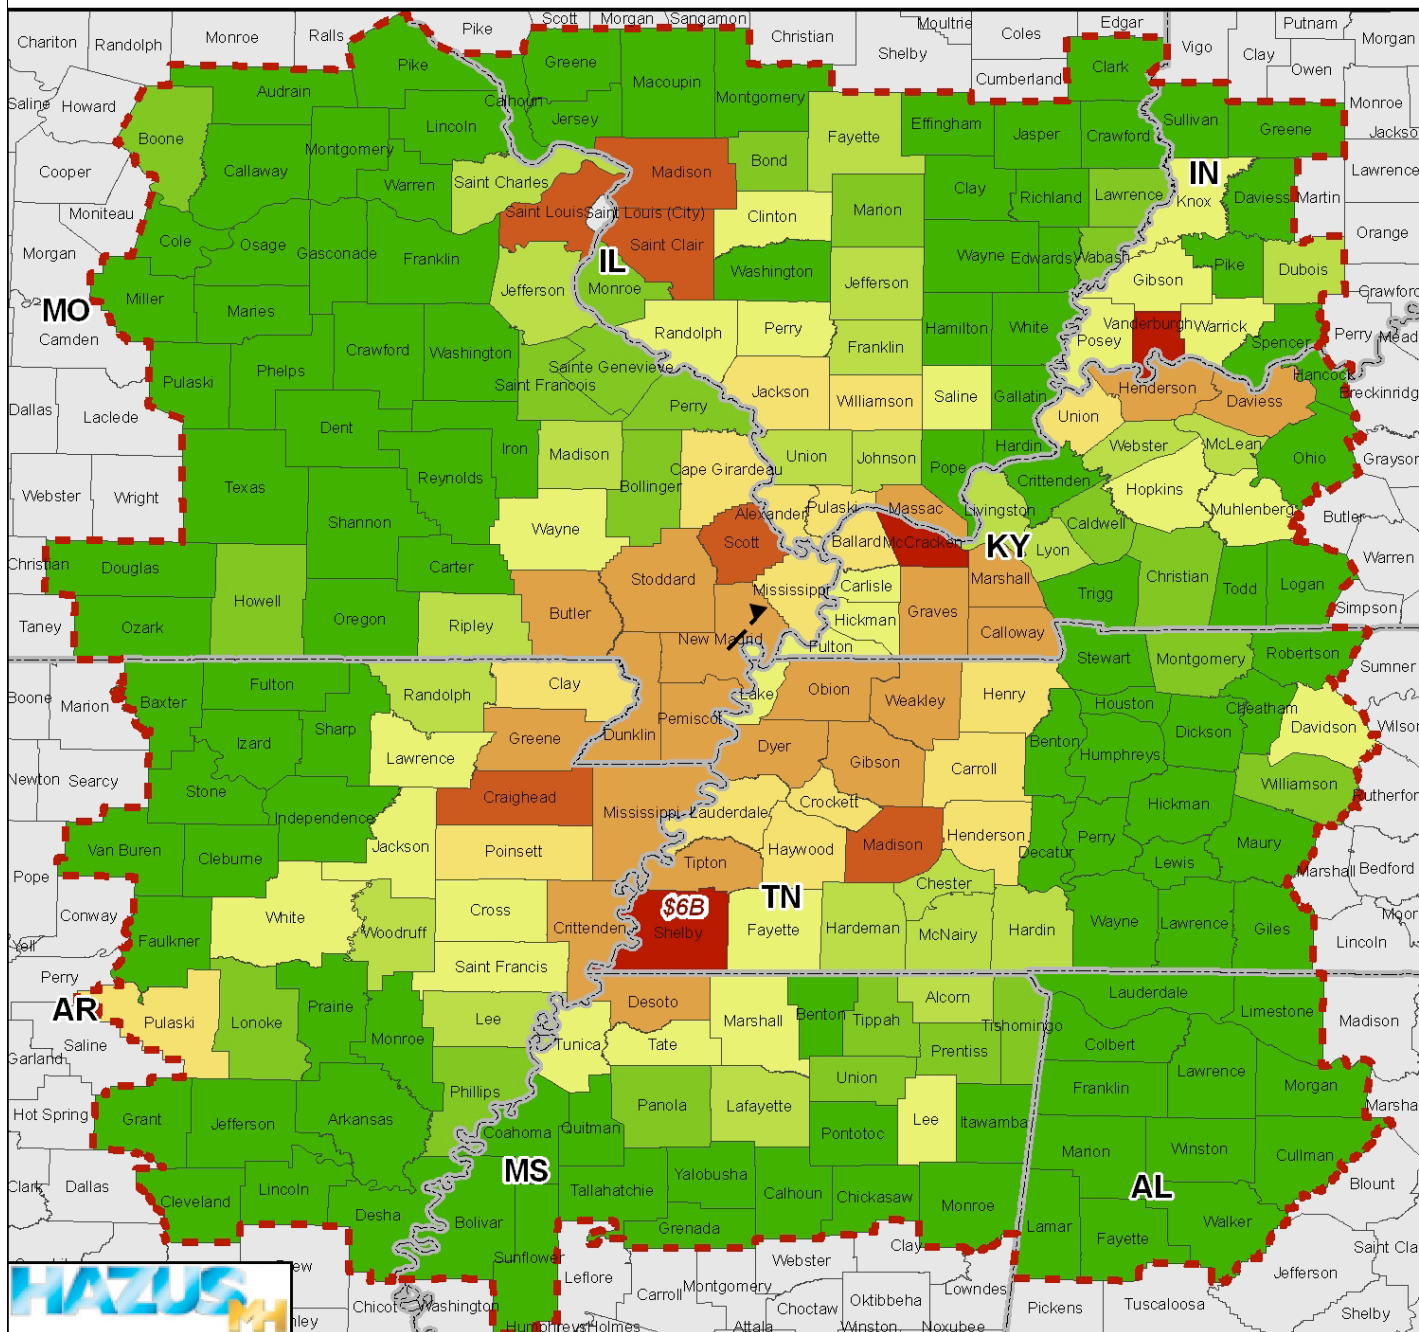 Scott Morgan Sangamon
Moultrie
Edgar
Putnam
Chariton Randolph Monroe Ralls Pike Christian Shelby Coles Vigo Clay Morgan
Pike Greene Macoupin Cumberland Clark Owen
Saline Howard Audrain Calhoun Montgomery Monroe
Boone Lincoln Jersey Fayette Effingham Jasper Crawford Sullivan Greene
Montgomery Bond
Cooper Callaway Warren Saint Charles Madison Clay Richland Lawrence IN Daviess Martin Lawrence
Moniteau Saint Louis Saint Louis (City) Clinton Marion Knox
Morgan Cole Osage Gasconade Franklin IL Saint Clair Wayne Edwards Wabash Orange
Miller Maries Jefferson Monroe Washington Jefferson Gibson Pike Dubois Crawford
MO
Camden Crawford Washington Randolph Perry Franklin Hamilton White Posey Vanderburgh Warrick Spencer Perry
Pulaski Phelps Sainte Genevieve Saint Francois Henderson Hancock
Dallas Laclede Dent Perry Jackson Williamson Saline Gallatin Union Daviess Breckinridge
Webster Wright Texas Iron Reynolds Madison Bollinger Cape Girardeau Union Johnson Pope Hardin Webster McLean Ohio Grayson
Shannon Wayne Alexander Pulaski Massac Livingston Crittenden Hopkins Muhlenberg Butler
Scott Ballard McCracken KY Lyon Caldwell Warren
Christian Douglas Howell Carter Stoddard Mississippi Carlisle Marshall Christian Todd Logan
Taney Ozark Oregon Ripley Butler New Madrid Hickman Graves Trigg Simpson
Fulton Calloway
Boone Marion Baxter Fulton Randolph Clay Lake Obion Weakley Henry Stewart Montgomery Robertson Sumner
Izard Sharp Lawrence Greene Dunklin Pemiscot Houston Dickson Cheatham Davidson
Newton Searcy Stone Dyer Gibson Carroll Benton Humphreys Williamson
Independence Craighead Mississippi Lauderdale Crockett Hickman
Van Buren Cleburne Jackson Poinsett Haywood Madison Henderson Decatur Perry Lewis Maury Marshall Bedford
Pope Tipton Chester
Conway White Woodruff Cross Crittenden $6B TN
Faulkner Shelby Fayette Hardeman McNairy Hardin Wayne Lawrence Giles Lincoln
Yell Perry Saint Francis
AR Pulaski Lonoke Prairie Lee Desoto Marshall Benton Tippah Alcorn Tishomingo Lauderdale Limestone Madison
Garland Saline Monroe Tunica Tate Prentiss Colbert Lawrence
Hot Spring Grant Jefferson Arkansas Phillips Panola Lafayette Union Lee Itawamba Franklin Morgan
Coahoma Quitman Pontotoc
Clark Dallas Cleveland Lincoln MS Yalobusha Marion Winston Cullman Blount
Desha Bolivar Tallahatchie Calhoun Chickasaw Monroe AL
Grenada Lamar Fayette Walker
Sunflower Clay
HAZUS MH Leflore Webster Jefferson
Chicot Washington Carroll Montgomery Choctaw Oktibbeha Lowndes Pickens Tuscaloosa Shelby
Humphreys Holmes Attala Winston Noxubee